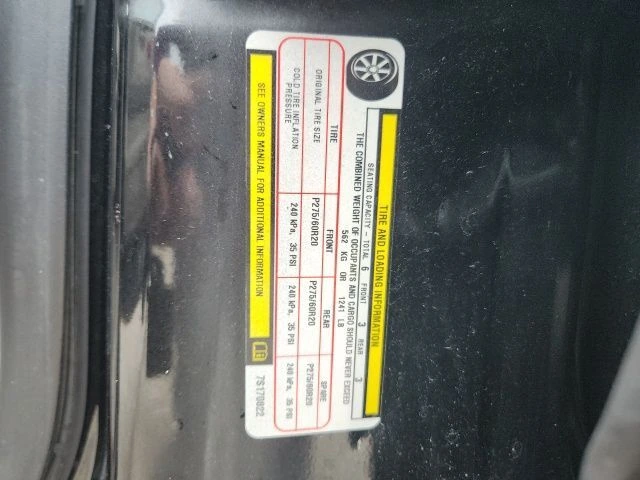 TIRE AND LOADING INFORMATION
SEATING CAPACITY - TOTAL 6 FRONT 3 REAR 3
THE COMBINED WEIGHT OF OCCUPANTS AND CARGO SHOULD NEVER EXCEED
562 KG OR 1241 LB
TIRE FRONT REAR SPARE
ORIGINAL TIRE SIZE P275/60R20 P275/60R20 P275/60R20
COLD TIRE INFLATION PRESSURE 240 kPa, 35 PSI 240 kPa, 35 PSI 240 kPa, 35 PSI
SEE OWNERS MANUAL FOR ADDITIONAL INFORMATION
7S170822